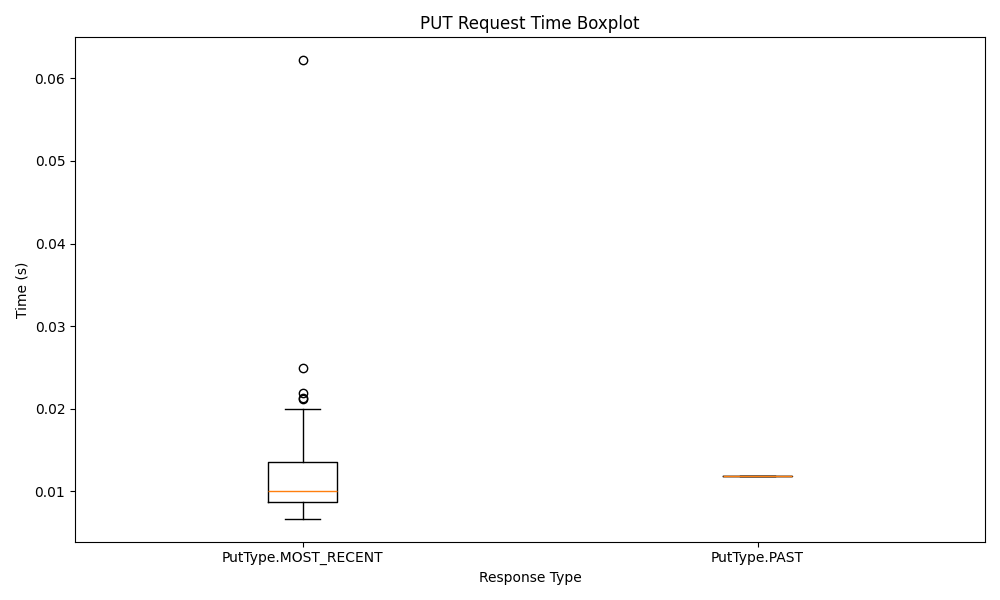 PUT Request Time Boxplot
0.06
0.05
0.04
0.03
0.02
0.01
Time (s)
PutType.MOST_RECENT PutType.PAST
Response Type